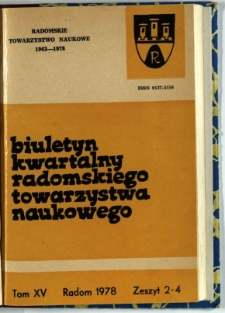 RADOMSKIE
TOWARZYSTWO NAUKOWE
1963—1978
R
ISSN 0137-5156
biuletyn
kwartalny
radomskiego
towarzystwa
naukowego
Tom XV Radom 1978 Zeszyt 2-4